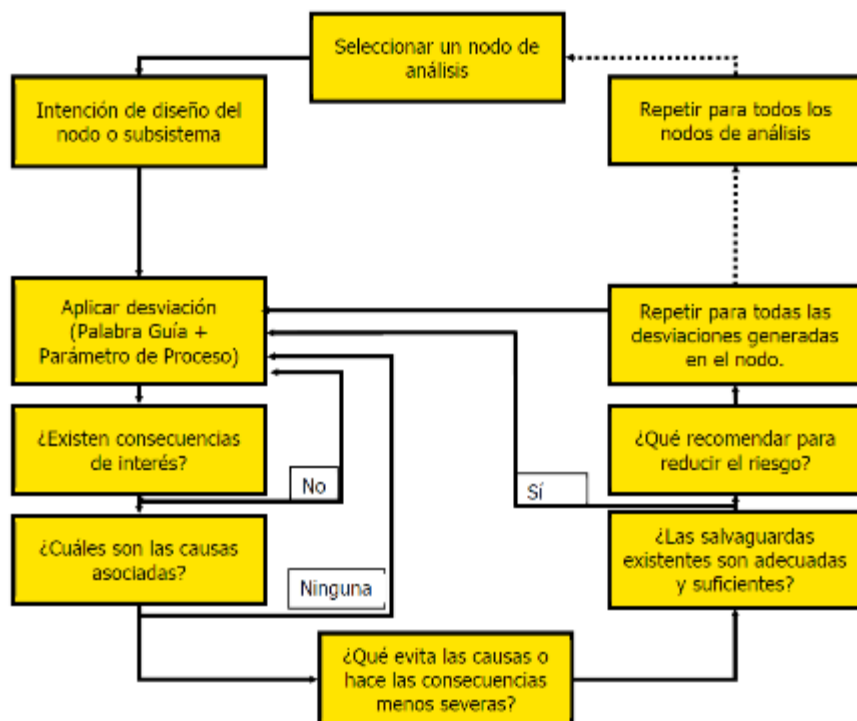 Seleccionar un nodo de
análisis
Intención de diseño del
nodo o subsistema
Repetir para todos los
nodos de análisis
Aplicar desviación
(Palabra Guía +
Parámetro de Proceso)
Repetir para todas las
desviaciones generadas
en el nodo.
¿Existen consecuencias
de interés?
No
¿Qué recomendar para
reducir el riesgo?
Sí
¿Cuáles son las causas
asociadas?
Ninguna
¿Las salvaguardas
existentes son adecuadas
y suficientes?
¿Qué evita las causas o
hace las consecuencias
menos severas?